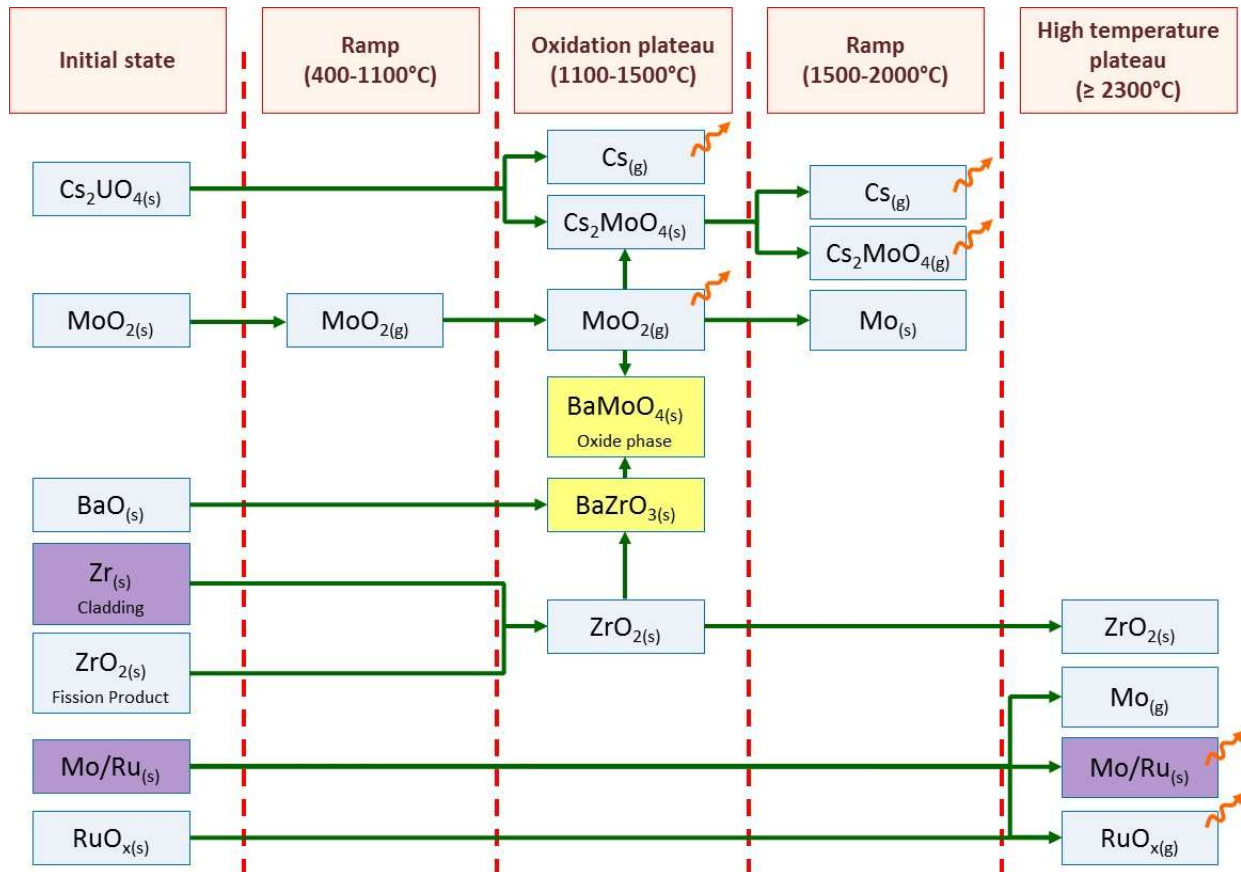 Initial state
Ramp
(400-1100°C)
Oxidation plateau
(1100-1500°C)
Ramp
(1500-2000°C)
High temperature
plateau
(≥ 2300°C)
Cs2UO4(s)
Cs(g)
Cs2MoO4(s)
Cs(g)
Cs2MoO4(g)
MoO2(s)
MoO2(g)
MoO2(g)
Mo(s)
BaMoO4(s)
Oxide phase
BaO(s)
BaZrO3(s)
Zr(s)
Cladding
ZrO2(s)
ZrO2(s)
ZrO2(s)
Fission Product
Mo(g)
Mo/Ru(s)
Mo/Ru(s)
RuOx(s)
RuOx(g)